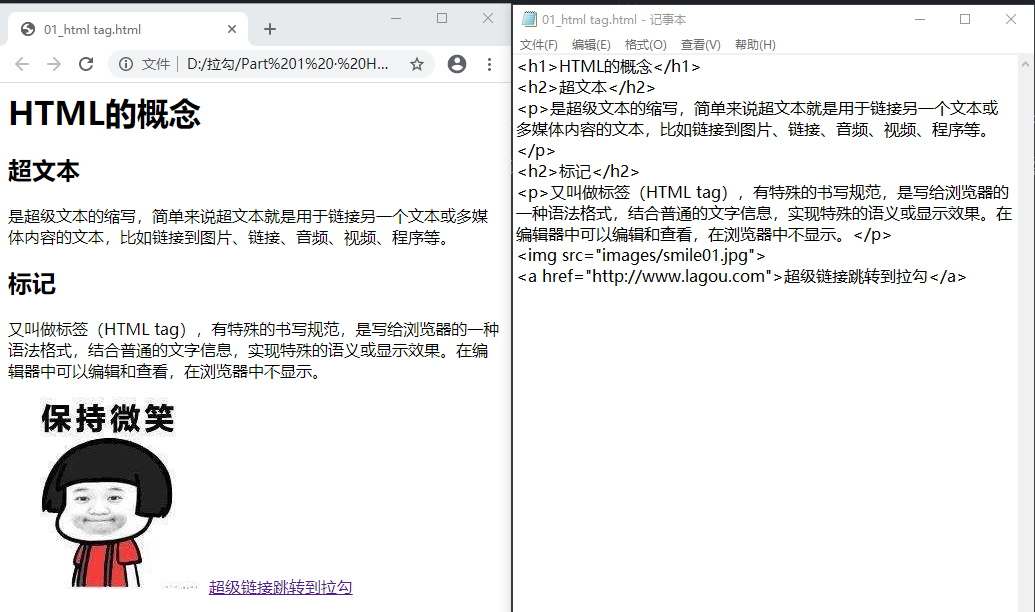 01_html tag.html
文件 D:/拉勾/Part%201%20·%20H...
HTML的概念
超文本
是超级文本的缩写，简单来说超文本就是用于链接另一个文本或多媒
体内容的文本，比如链接到图片、链接、音频、视频、程序等。
标记
又叫做标签（HTML tag），有特殊的书写规范，是写给浏览器的一种
语法格式，结合普通的文字信息，实现特殊的语义或显示效果。在编
辑器中可以编辑和查看，在浏览器中不显示。
保持微笑
超级链接跳转到拉勾
01_html tag.html - 记事本
文件(F) 编辑(E) 格式(O) 查看(V) 帮助(H)
<h1>HTML的概念</h1>
<h2>超文本</h2>
<p>是超级文本的缩写，简单来说超文本就是用于链接另一个文本或
多媒体内容的文本，比如链接到图片、链接、音频、视频、程序等。
</p>
<h2>标记</h2>
<p>又叫做标签（HTML tag），有特殊的书写规范，是写给浏览器的
一种语法格式，结合普通的文字信息，实现特殊的语义或显示效果。在
编辑器中可以编辑和查看，在浏览器中不显示。</p>
<img src="images/smile01.jpg">
<a href="http://www.lagou.com">超级链接跳转到拉勾</a>